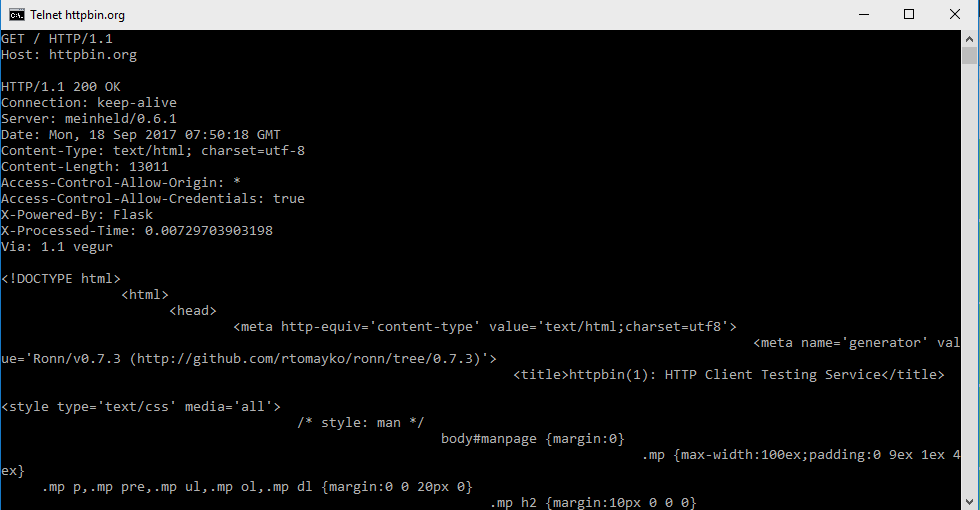 Telnet httpbin.org
GET / HTTP/1.1
Host: httpbin.org
HTTP/1.1 200 OK
Connection: keep-alive
Server: meinheld/0.6.1
Date: Mon, 18 Sep 2017 07:50:18 GMT
Content-Type: text/html; charset=utf-8
Content-Length: 13011
Access-Control-Allow-Origin: *
Access-Control-Allow-Credentials: true
X-Powered-By: Flask
X-Processed-Time: 0.00729703903198
Via: 1.1 vegur
<!DOCTYPE html>
<html>
<head>
<meta http-equiv='content-type' value='text/html;charset=utf8'>
<meta name='generator' val
ue='Ronn/v0.7.3 (http://github.com/rtomayko/ronn/tree/0.7.3)'>
<title>httpbin(1): HTTP Client Testing Service</title>
<style type='text/css' media='all'>
/* style: man */
body#manpage {margin:0}
.mp {max-width:100ex;padding:0 9ex 1ex 4
ex}
.mp p,.mp pre,.mp ul,.mp ol,.mp dl {margin:0 0 20px 0}
.mp h2 {margin:10px 0 0 0}